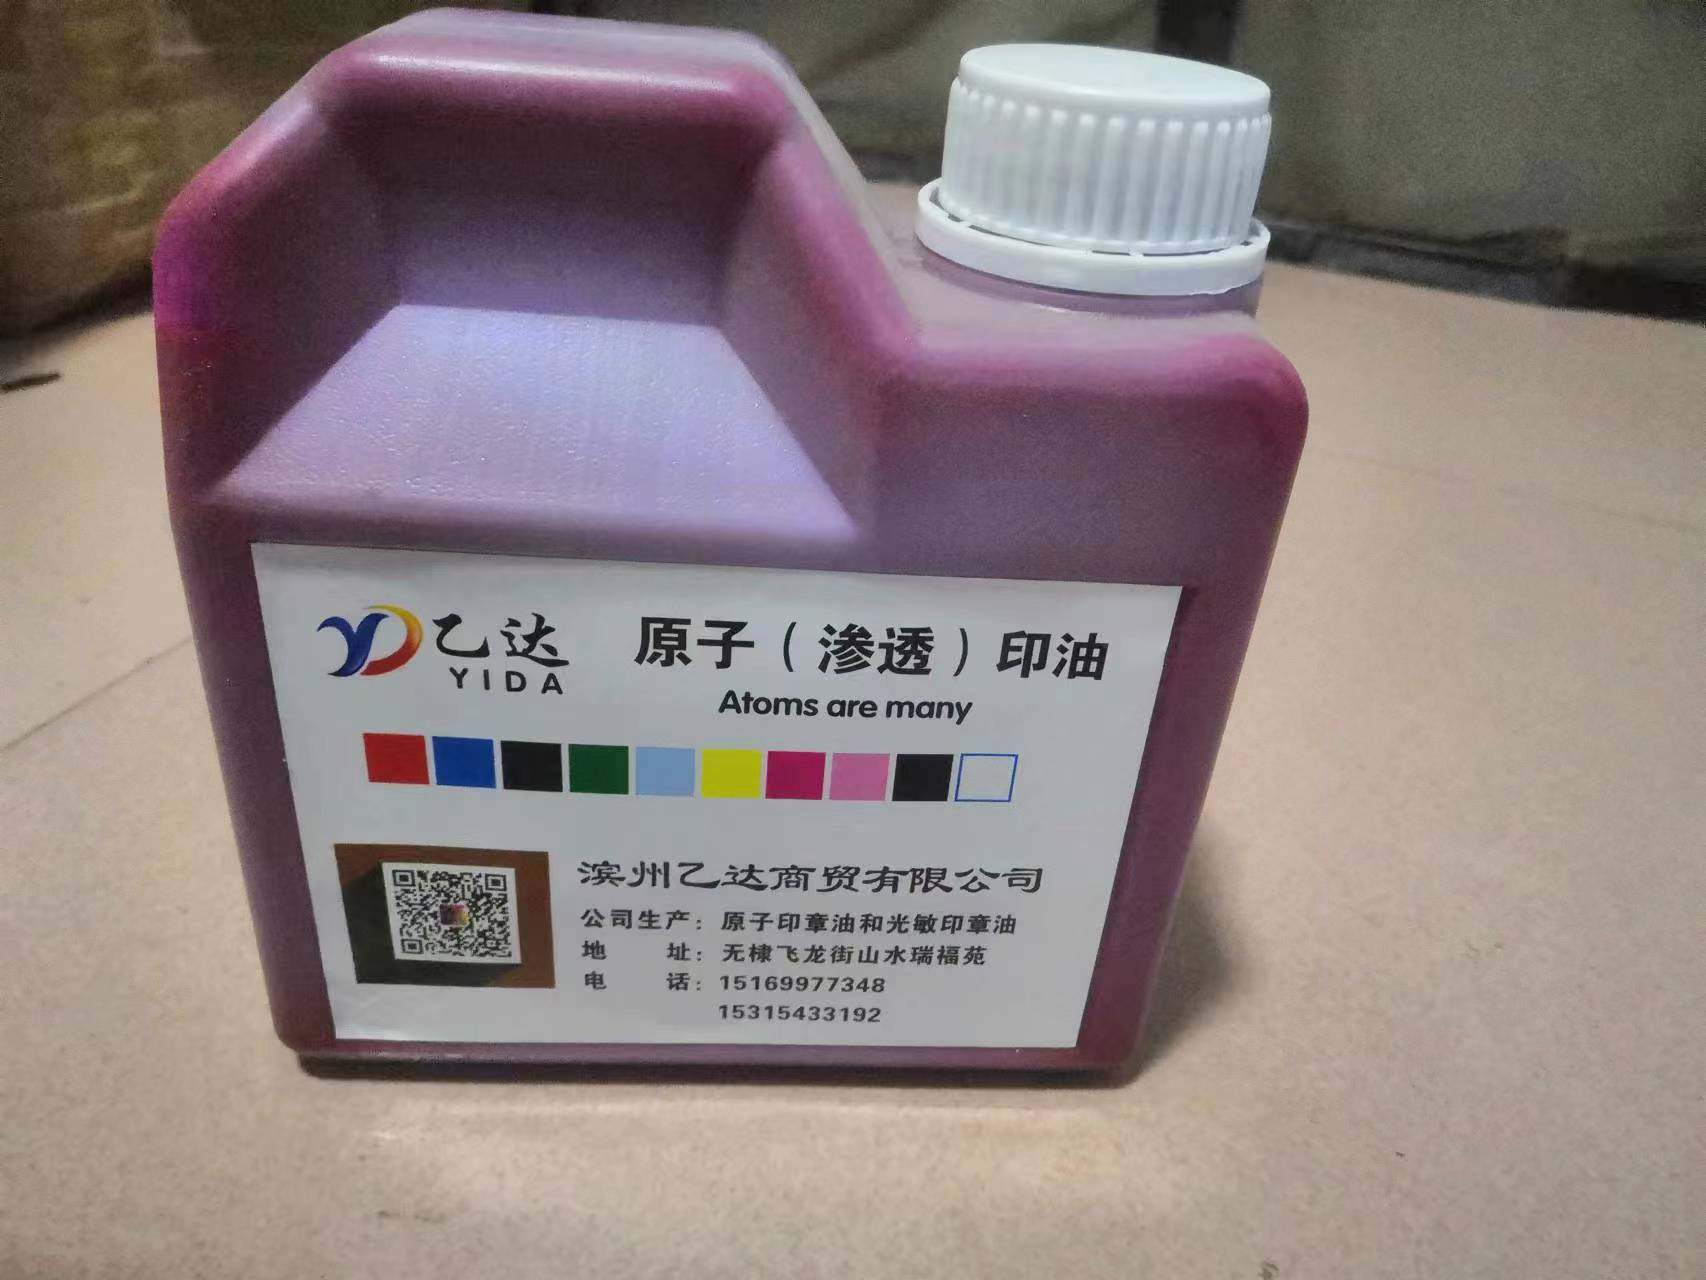 乙达
YIDA
原子（渗透）印油
Atoms are many
滨州乙达商贸有限公司
公司生产：原子印章油和光敏印章油
地 址：无棣飞龙街山水瑞福苑
电 话：15169977348
15315433192